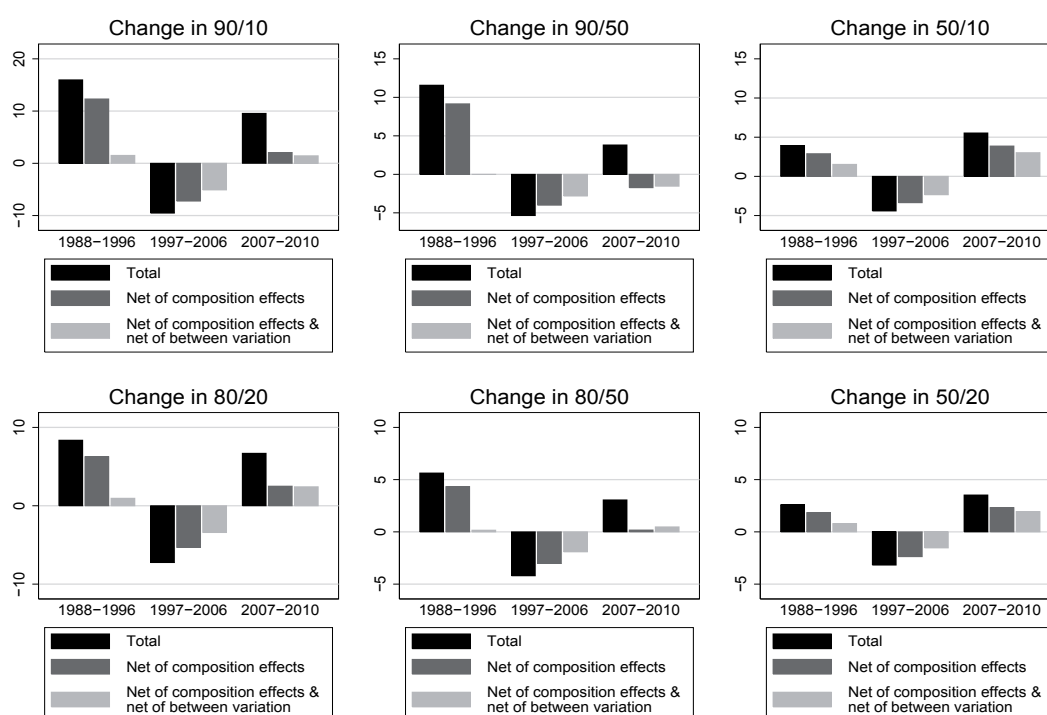 Change in 90/10
20
10
0
−10
1988−1996 1997−2006 2007−2010
Total
Net of composition effects
Net of composition effects &
net of between variation
Change in 90/50
15
10
5
0
−5
1988−1996 1997−2006 2007−2010
Total
Net of composition effects
Net of composition effects &
net of between variation
Change in 50/10
15
10
5
0
−5
1988−1996 1997−2006 2007−2010
Total
Net of composition effects
Net of composition effects &
net of between variation
Change in 80/20
10
0
−10
1988−1996 1997−2006 2007−2010
Total
Net of composition effects
Net of composition effects &
net of between variation
Change in 80/50
10
5
0
−5
1988−1996 1997−2006 2007−2010
Total
Net of composition effects
Net of composition effects &
net of between variation
Change in 50/20
10
5
0
−5
1988−1996 1997−2006 2007−2010
Total
Net of composition effects
Net of composition effects &
net of between variation